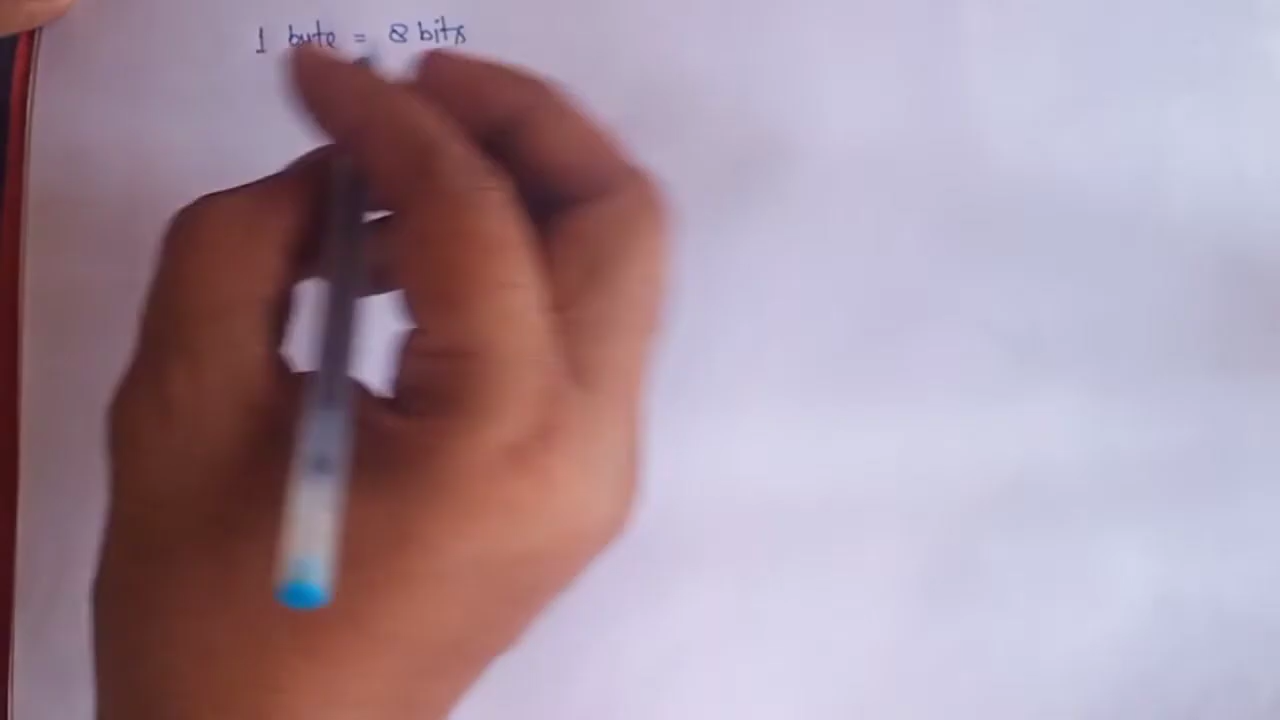 1 byte = 8 bits